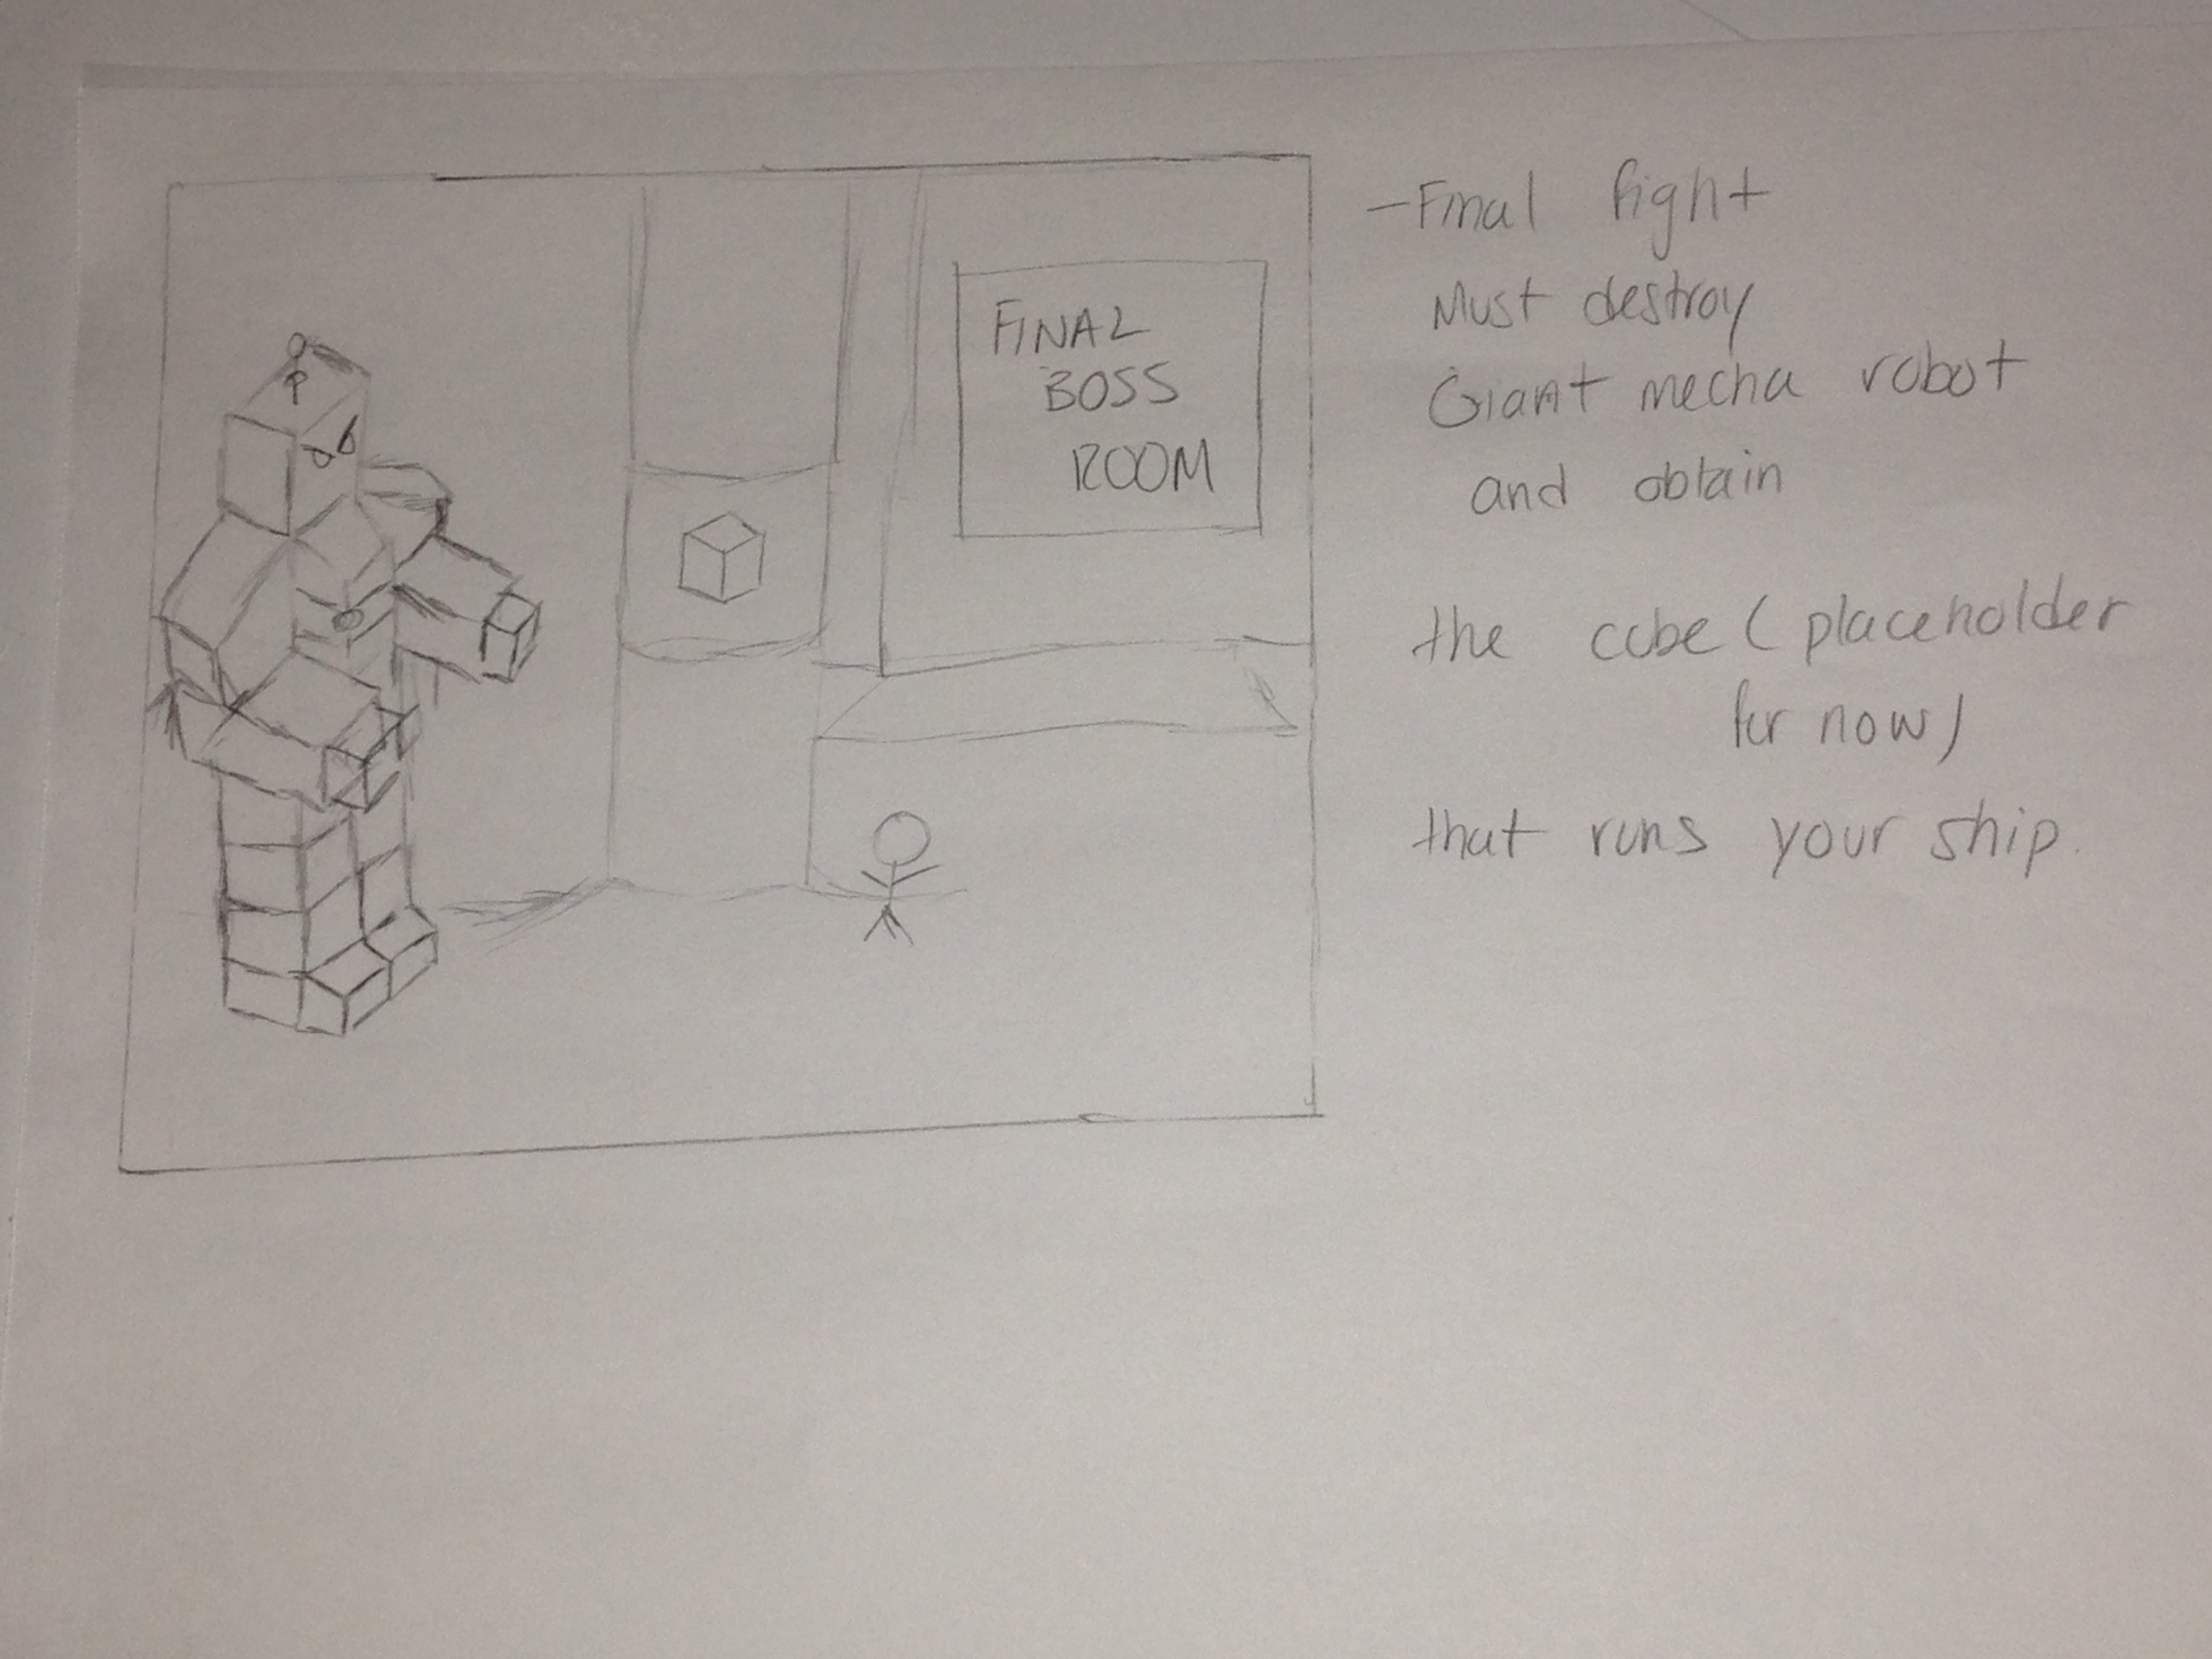 FINAL
BOSS
ROOM
-Final fight
Must destroy
Giant mecha robot
and obtain
the cube (placeholder
for now)
that runs your ship.